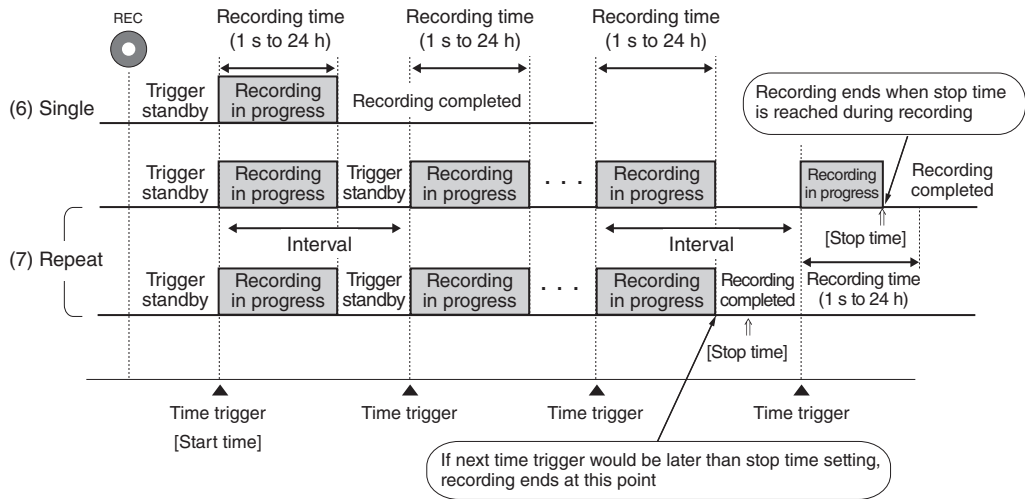 REC
Recording time
(1 s to 24 h)
Recording time
(1 s to 24 h)
Recording time
(1 s to 24 h)
(6) Single
Trigger
standby
Recording
in progress
Recording completed
Recording ends when stop time
is reached during recording
Trigger
standby
Recording
in progress
Trigger
standby
Recording
in progress
. . .
Recording
in progress
Recording
in progress
Recording
completed
[Stop time]
(7) Repeat
Interval
Interval
Recording time
(1 s to 24 h)
Trigger
standby
Recording
in progress
Trigger
standby
Recording
in progress
. . .
Recording
in progress
Recording
completed
[Stop time]
Time trigger
[Start time]
Time trigger
Time trigger
Time trigger
If next time trigger would be later than stop time setting,
recording ends at this point